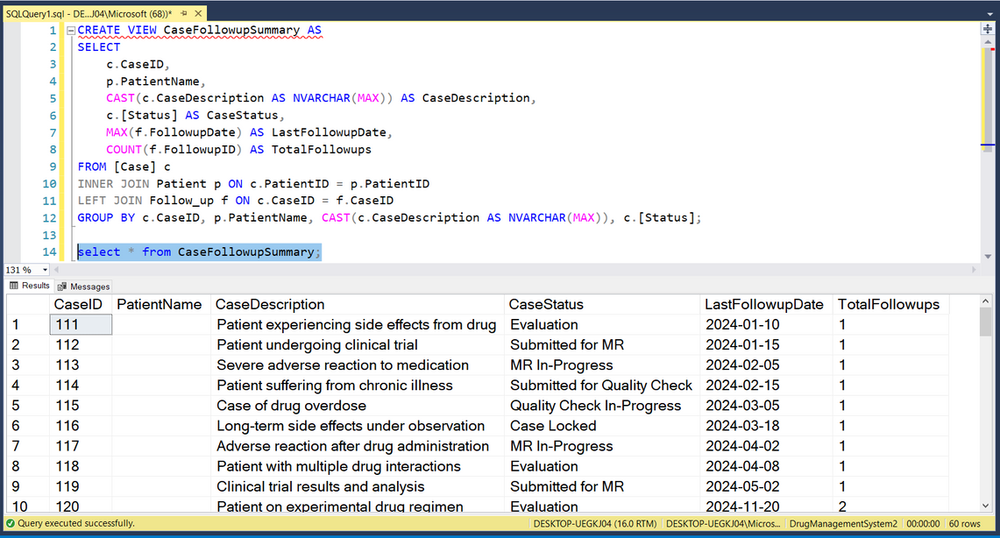 SQLQuery1.sql - DE...J04\Microsoft (68))*
1 CREATE VIEW CaseFollowupSummary AS
2 SELECT
3 c.CaseID,
4 p.PatientName,
5 CAST(c.CaseDescription AS NVARCHAR(MAX)) AS CaseDescription,
6 c.[Status] AS CaseStatus,
7 MAX(f.FollowupDate) AS LastFollowupDate,
8 COUNT(f.FollowupID) AS TotalFollowups
9 FROM [Case] c
10 INNER JOIN Patient p ON c.PatientID = p.PatientID
11 LEFT JOIN Follow_up f ON c.CaseID = f.CaseID
12 GROUP BY c.CaseID, p.PatientName, CAST(c.CaseDescription AS NVARCHAR(MAX)), c.[Status];
13
14 select * from CaseFollowupSummary;
131 %
Results Messages
CaseID PatientName CaseDescription CaseStatus LastFollowupDate TotalFollowups
1 111 Patient experiencing side effects from drug Evaluation 2024-01-10 1
2 112 Patient undergoing clinical trial Submitted for MR 2024-01-15 1
3 113 Severe adverse reaction to medication MR In-Progress 2024-02-05 1
4 114 Patient suffering from chronic illness Submitted for Quality Check 2024-02-15 1
5 115 Case of drug overdose Quality Check In-Progress 2024-03-05 1
6 116 Long-term side effects under observation Case Locked 2024-03-18 1
7 117 Adverse reaction after drug administration MR In-Progress 2024-04-02 1
8 118 Patient with multiple drug interactions Evaluation 2024-04-08 1
9 119 Clinical trial results and analysis Submitted for MR 2024-05-02 1
10 120 Patient on experimental drug regimen Evaluation 2024-11-20 2
Query executed successfully. DESKTOP-UEGKJ04 (16.0 RTM) DESKTOP-UEGKJ04\Micros... DrugManagementSystem2 00:00:00 60 rows